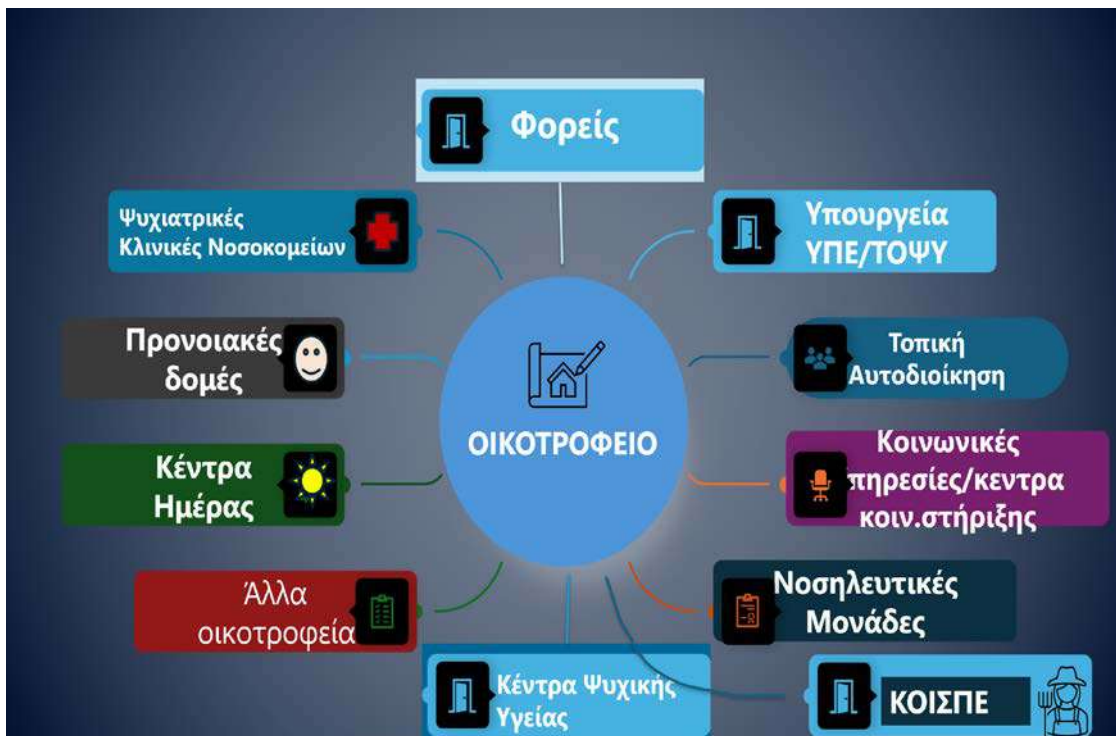 Φορείς
Ψυχιατρικές
Κλινικές Νοσοκομείων
Υπουργεία
ΥΠΕ/ΤΟΨΥ
Προνοιακές
δομές
Τοπική
Αυτοδιοίκηση
ΟΙΚΟΤΡΟΦΕΙΟ
Κέντρα
Ημέρας
Κοινωνικές
πηρεσίες/κεντρα
κοιν.στήριξης
Άλλα
οικοτροφεία
Νοσηλευτικές
Μονάδες
Κέντρα Ψυχικής
Υγείας
ΚΟΙΣΠΕ